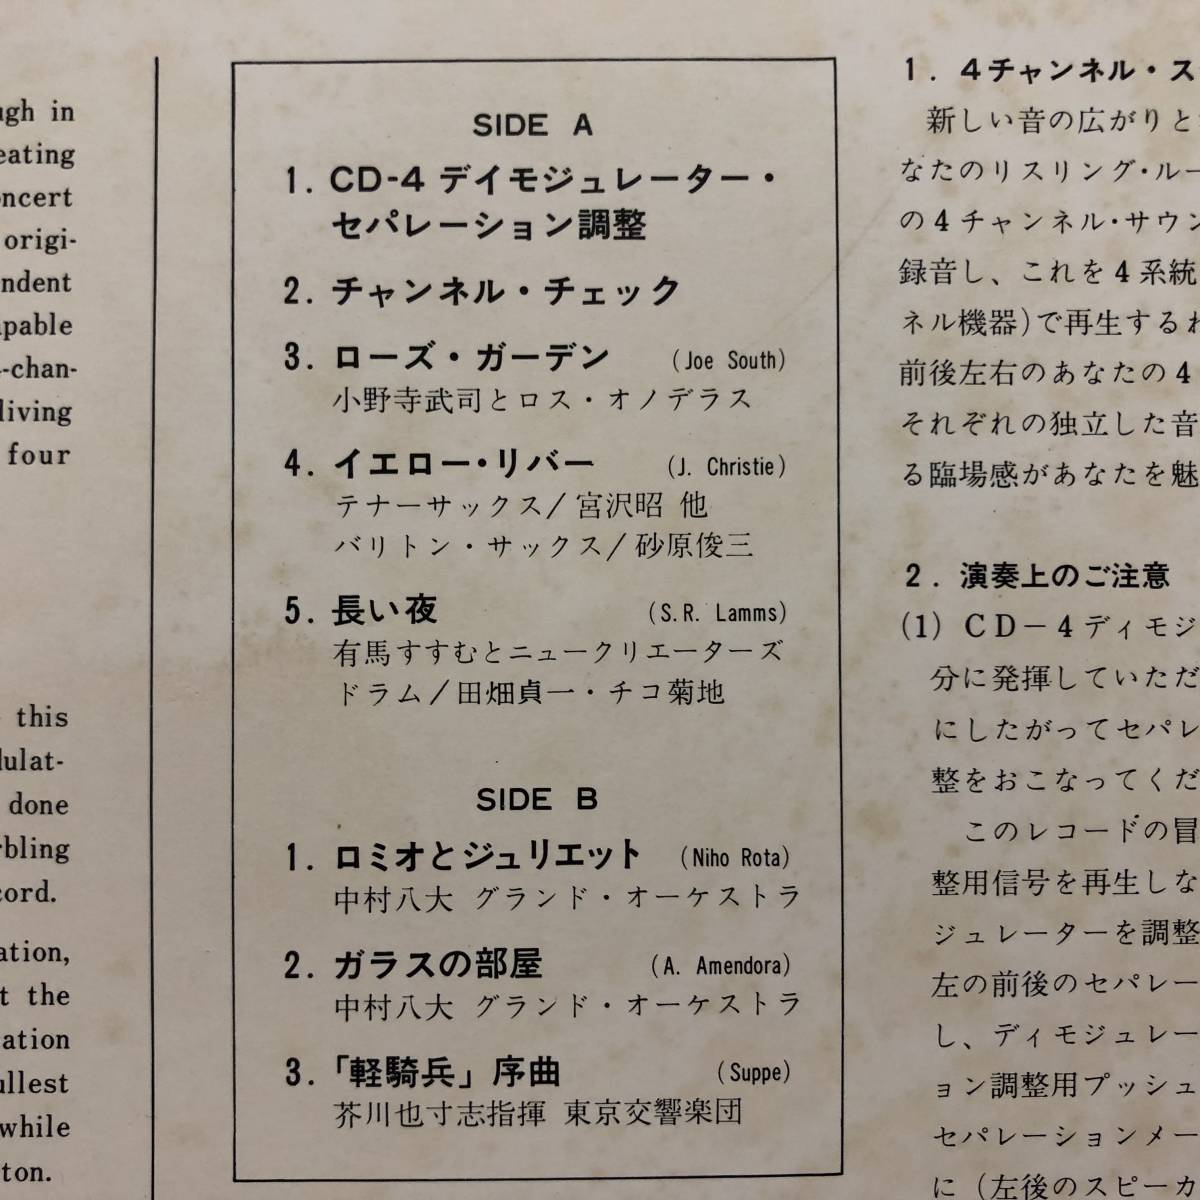 ugh in
eating
oncert
origi-
ndent
apable
-chan-
living
four
this
dulat-
done
rbling
cord.
ation,
t the
ation
ullest
while
ton.
SIDE A
1. CD-4 デイモジュレーター・
セパレーション調整
2. チャンネル・チェック
3. ローズ・ガーデン (Joe South)
小野寺武司とロス・オノデラス
4. イエロー・リバー (J. Christie)
テナーサックス/宮沢昭 他
バリトン・サックス/砂原俊三
5. 長い夜 (S.R. Lamms)
有馬すすむとニュークリエーターズ
ドラム/田畑貞一・チコ菊地
SIDE B
1. ロミオとジュリエット (Niho Rota)
中村八大 グランド・オーケストラ
2. ガラスの部屋 (A. Amendora)
中村八大 グランド・オーケストラ
3. 「軽騎兵」序曲 (Suppe)
芥川也寸志指揮 東京交響楽団
1. 4チャンネル・ス
新しい音の広がりと
なたのリスリング・ルー
の4チャンネル・サウン
録音し、これを4系統
ネル機器)で再生するれ
前後左右のあなたの4
それぞれの独立した音
る臨場感があなたを魅
2. 演奏上のご注意
(1) CD－4ディモジ
分に発揮していただ
にしたがってセパレ
整をおこなってくだ
このレコードの冒
整用信号を再生しな
ジュレーターを調整
左の前後のセパレー
し、ディモジュレー
ョン調整用プッシュ
セパレーションメー
に(左後のスピーカ